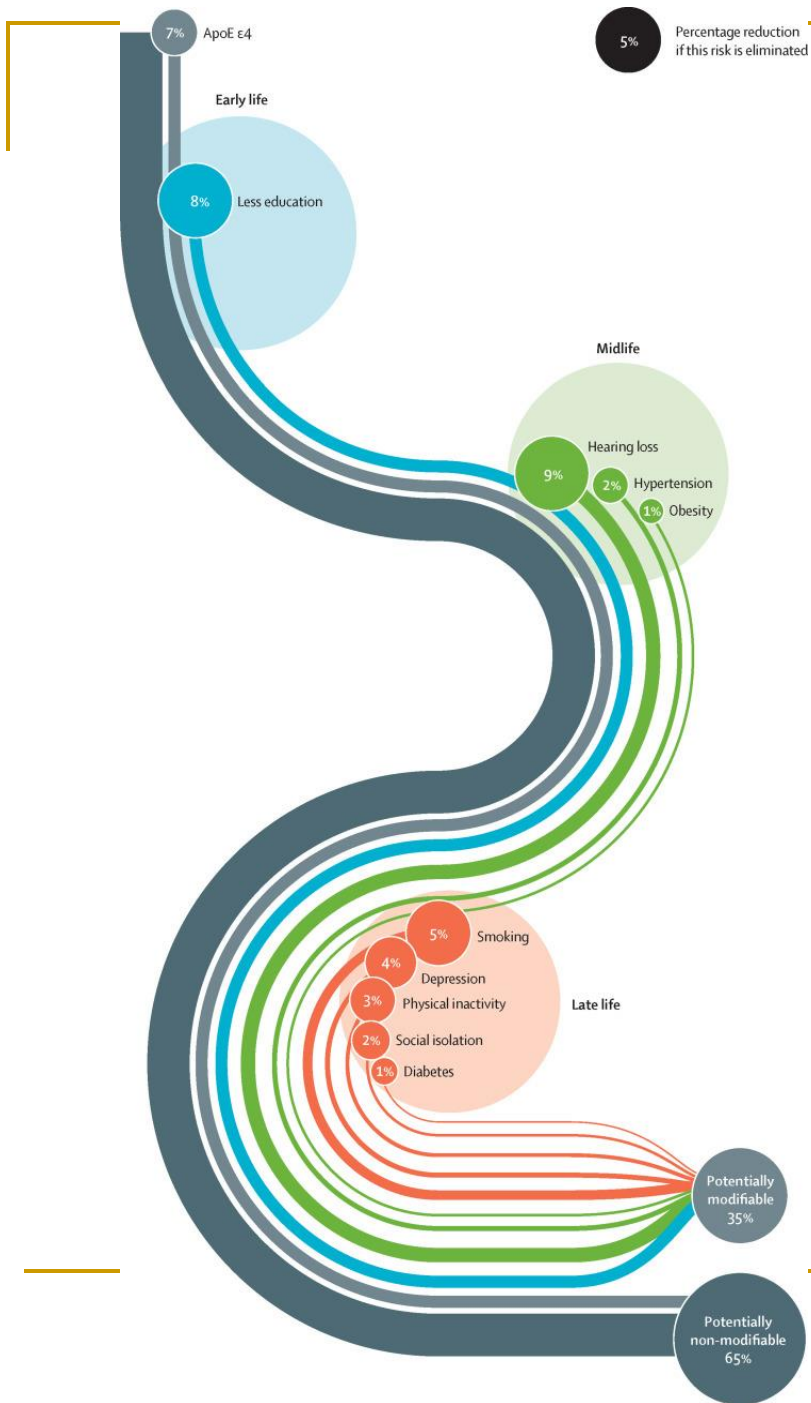 7%
ApoE ε4
5%
Percentage reduction
if this risk is eliminated
Early life
8%
Less education
Midlife
Hearing loss
9%
2%
Hypertension
1%
Obesity
5%
Smoking
4%
Depression
3%
Physical inactivity
Late life
2%
Social isolation
1%
Diabetes
Potentially
modifiable
35%
Potentially
non-modifiable
65%